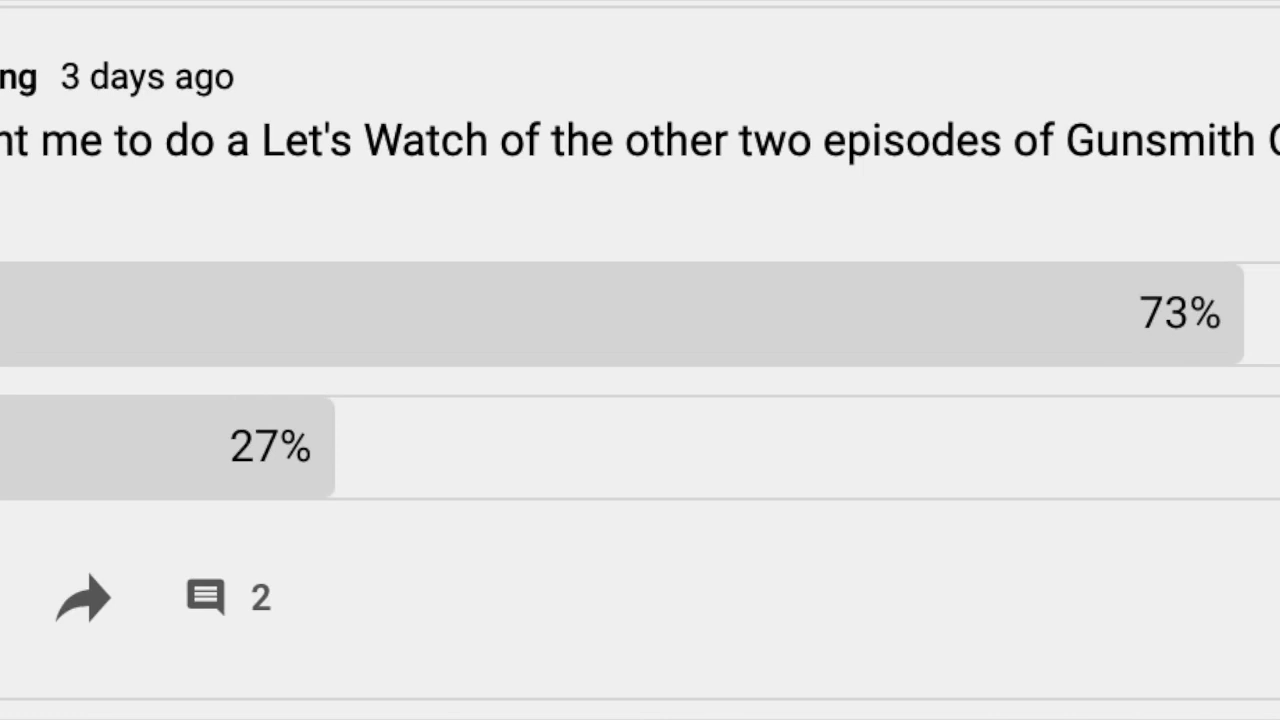 ng 3 days ago
nt me to do a Let's Watch of the other two episodes of Gunsmith
73%
27%
2